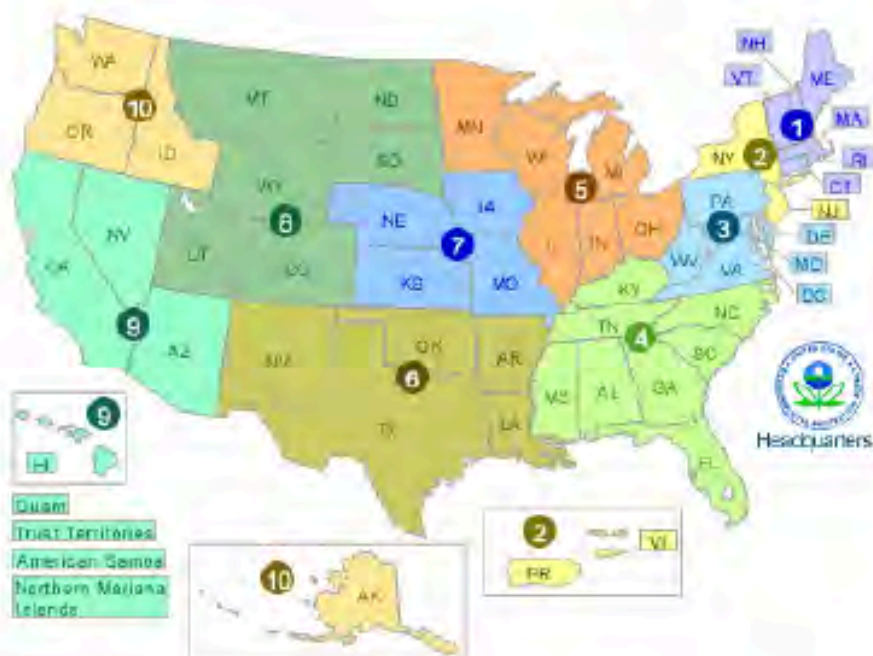 WA
MT
ND
OR
10
ID
MN
SD
WY
WI
MI
NH
VT
ME
1
MA
NY
2
RI
CT
NJ
PA
3
DE
MD
DC
NV
8
UT
CO
NE
IA
5
7
KS
MO
IL
IN
OH
WV
VA
KY
CA
9
AZ
NM
OK
6
AR
TX
LA
TN
4
NC
SC
MS
AL
GA
FL
Headquarters
9
HI
Guam
Trust Territories
American Samoa
Northern Mariana
Islands
10
AK
2
VI
PR